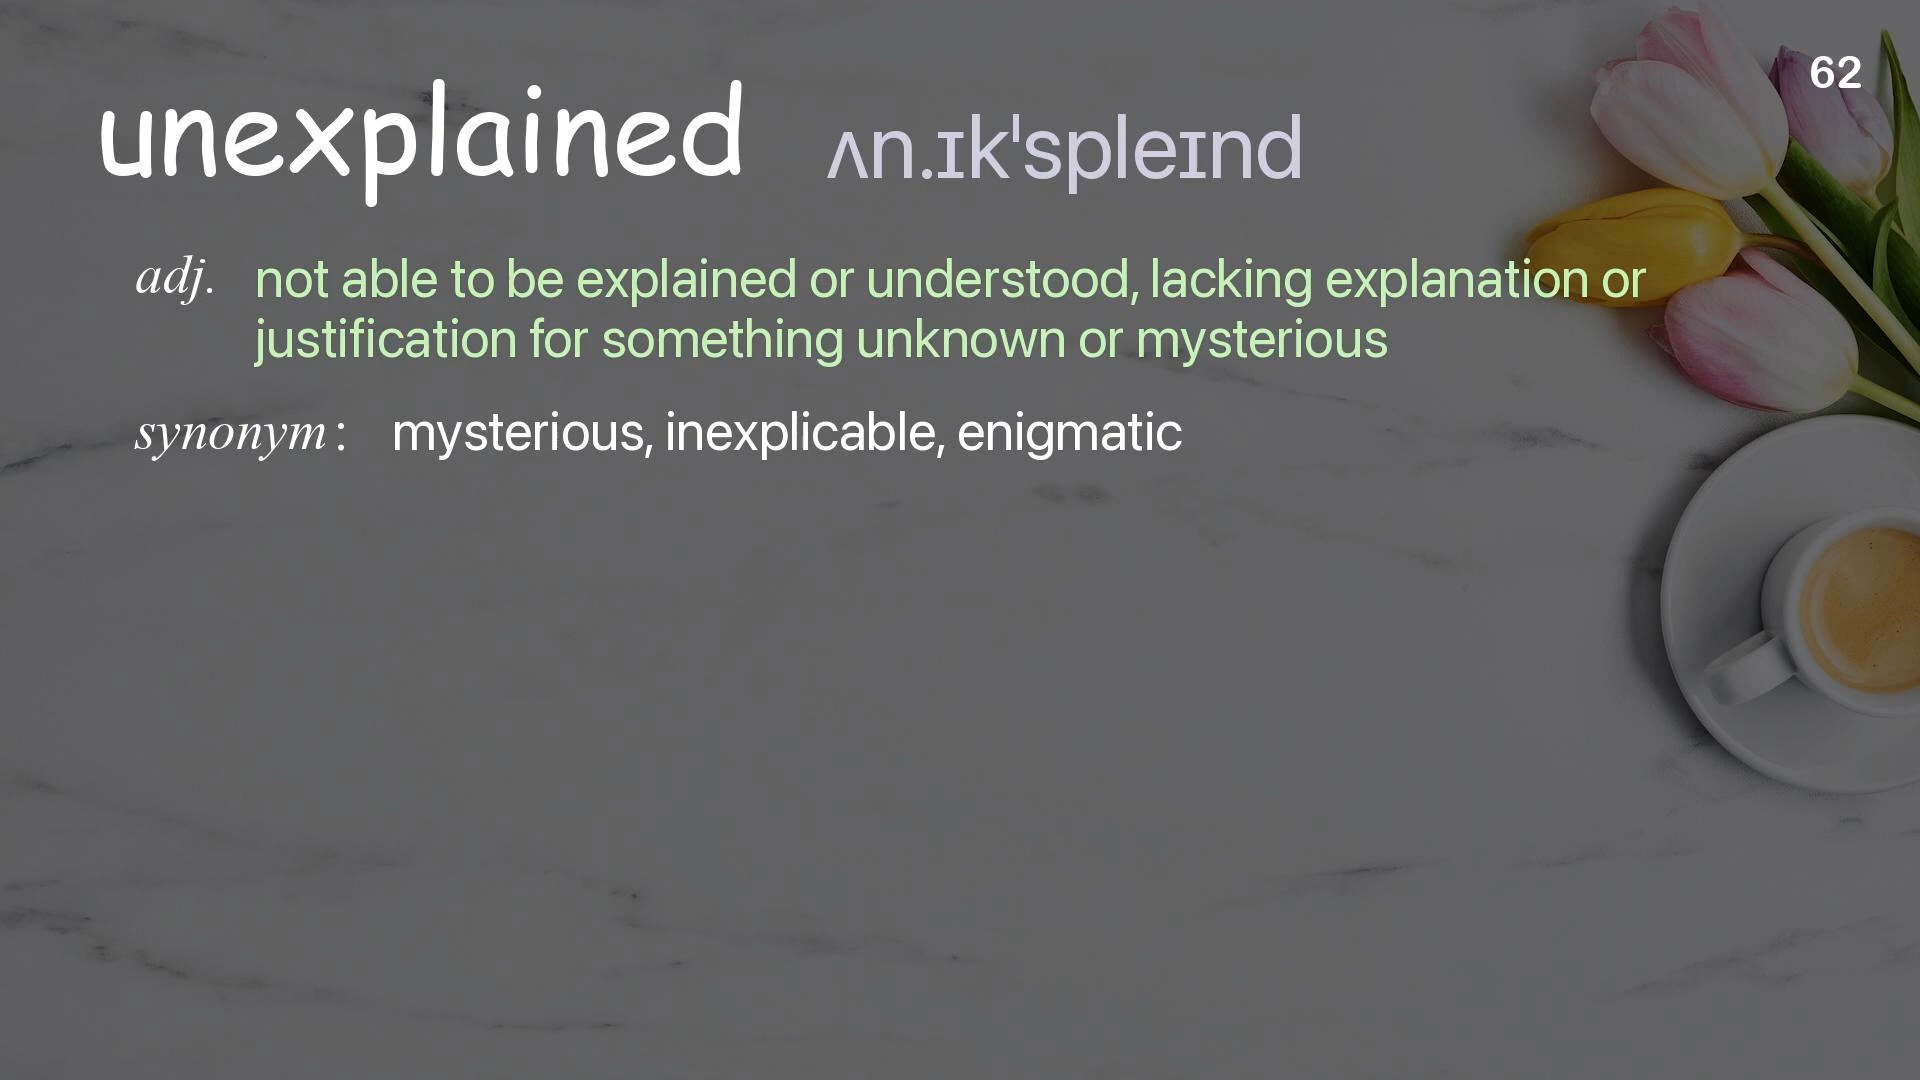 62
unexplained ʌn.ɪkˈspleɪnd
adj. not able to be explained or understood, lacking explanation or
justification for something unknown or mysterious
synonym: mysterious, inexplicable, enigmatic